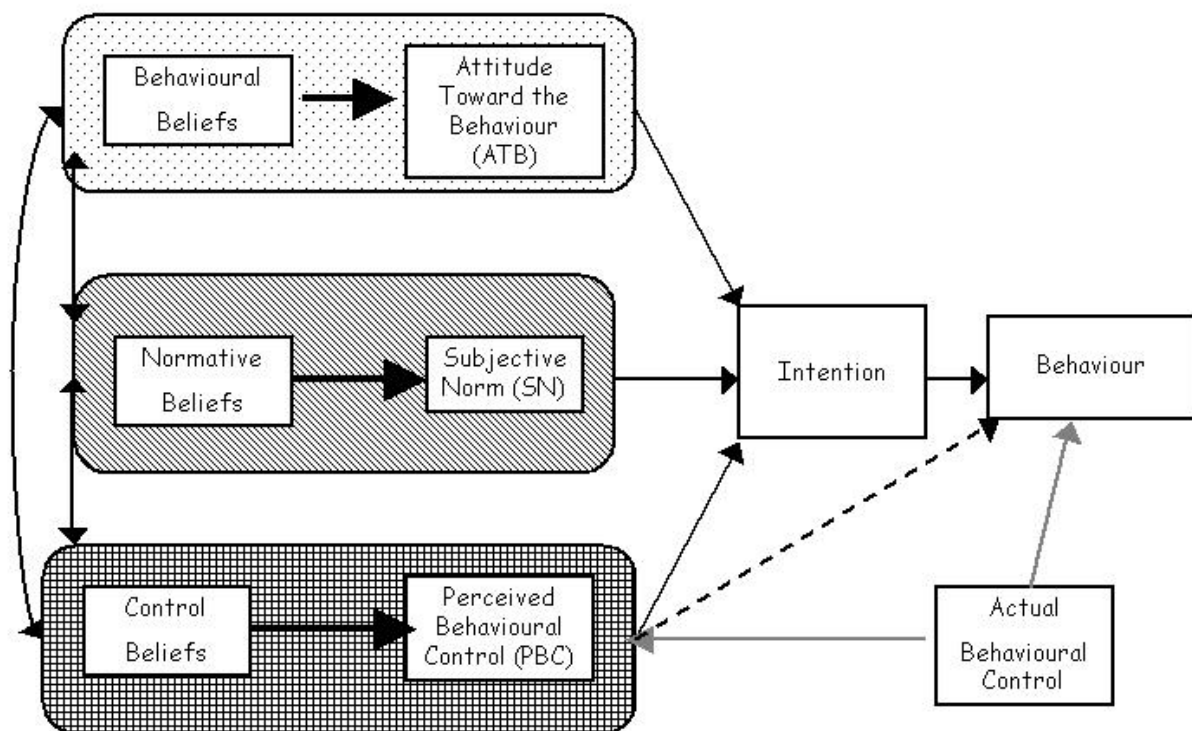 Behavioural
Beliefs
Attitude
Toward the
Behaviour
(ATB)
Normative
Beliefs
Subjective
Norm (SN)
Intention
Behaviour
Control
Beliefs
Perceived
Behavioural
Control (PBC)
Actual
Behavioural
Control